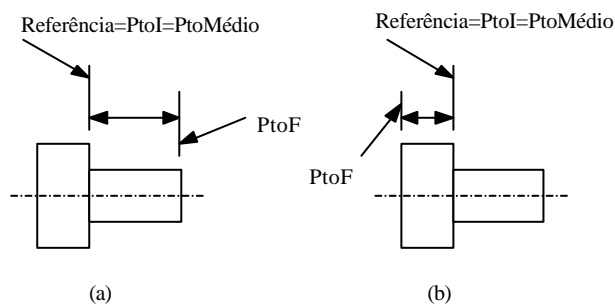 Referência=PtoI=PtoMédio
PtoF
(a)
Referência=PtoI=PtoMédio
PtoF
(b)